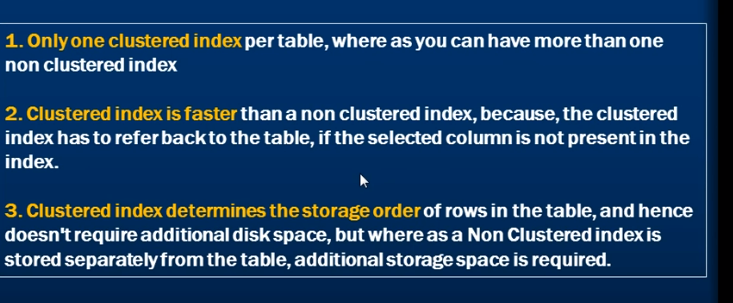 1. Only one clustered index per table, where as you can have more than one
non clustered index
2. Clustered index is faster than a non clustered index, because, the clustered
index has to refer back to the table, if the selected column is not present in the
index.
3. Clustered index determines the storage order of rows in the table, and hence
doesn't require additional disk space, but where as a Non Clustered index is
stored separately from the table, additional storage space is required.